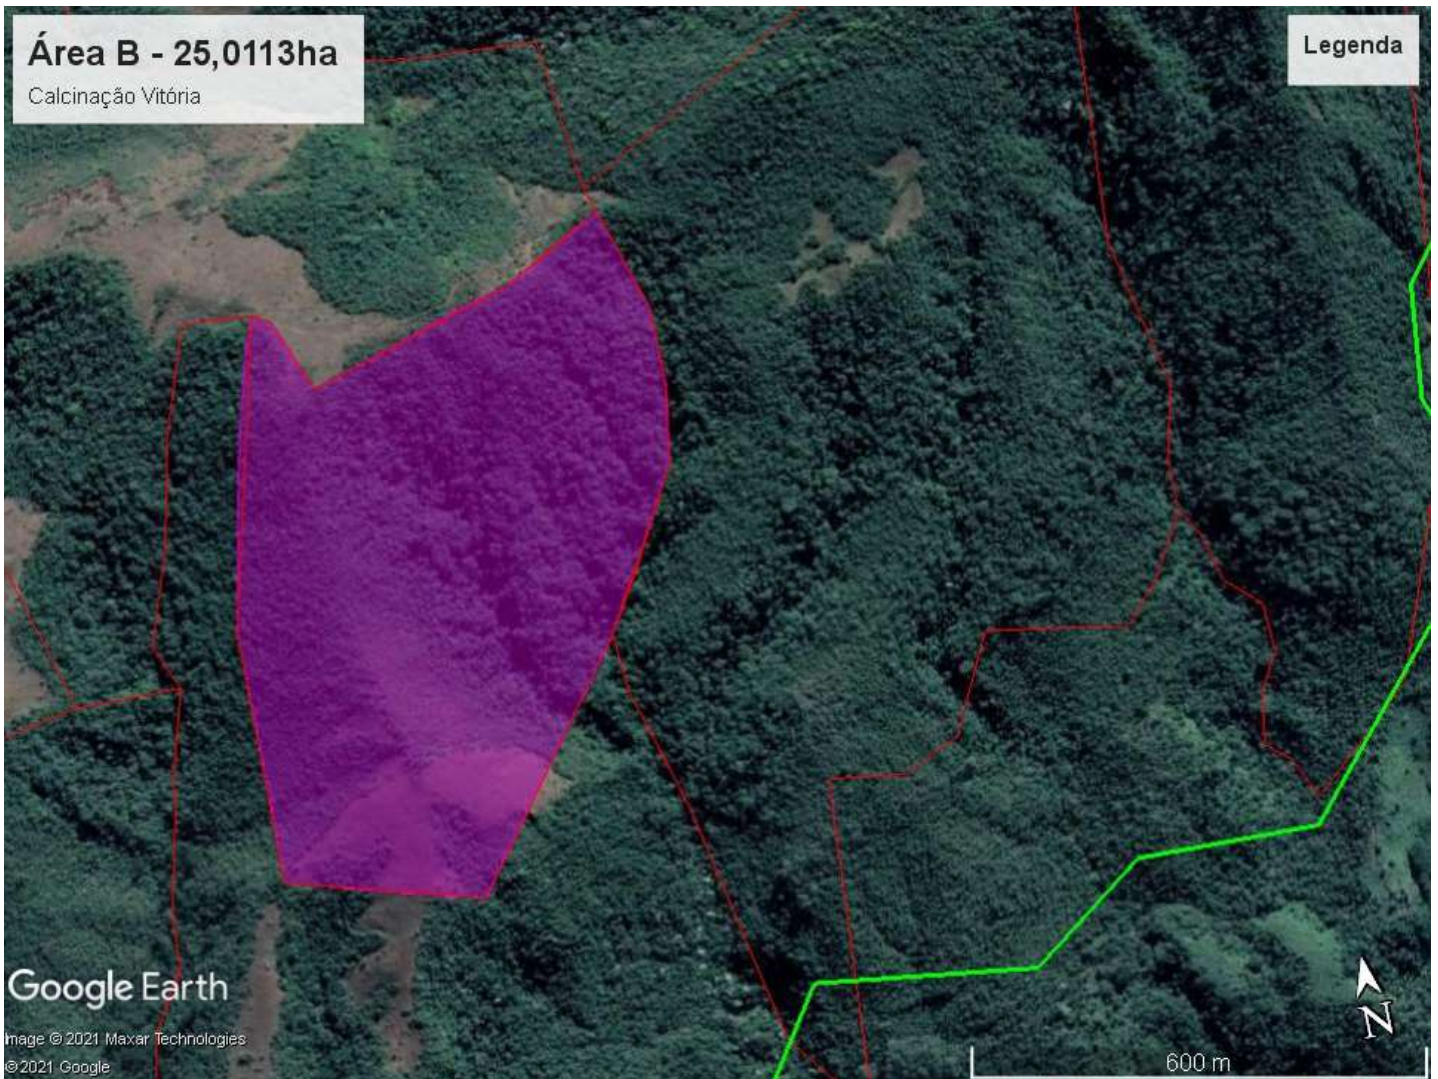 Área B - 25,0113ha
Calcinação Vitória
Legenda
Google Earth
Image © 2021 Maxar Technologies
© 2021 Google
N
600 m